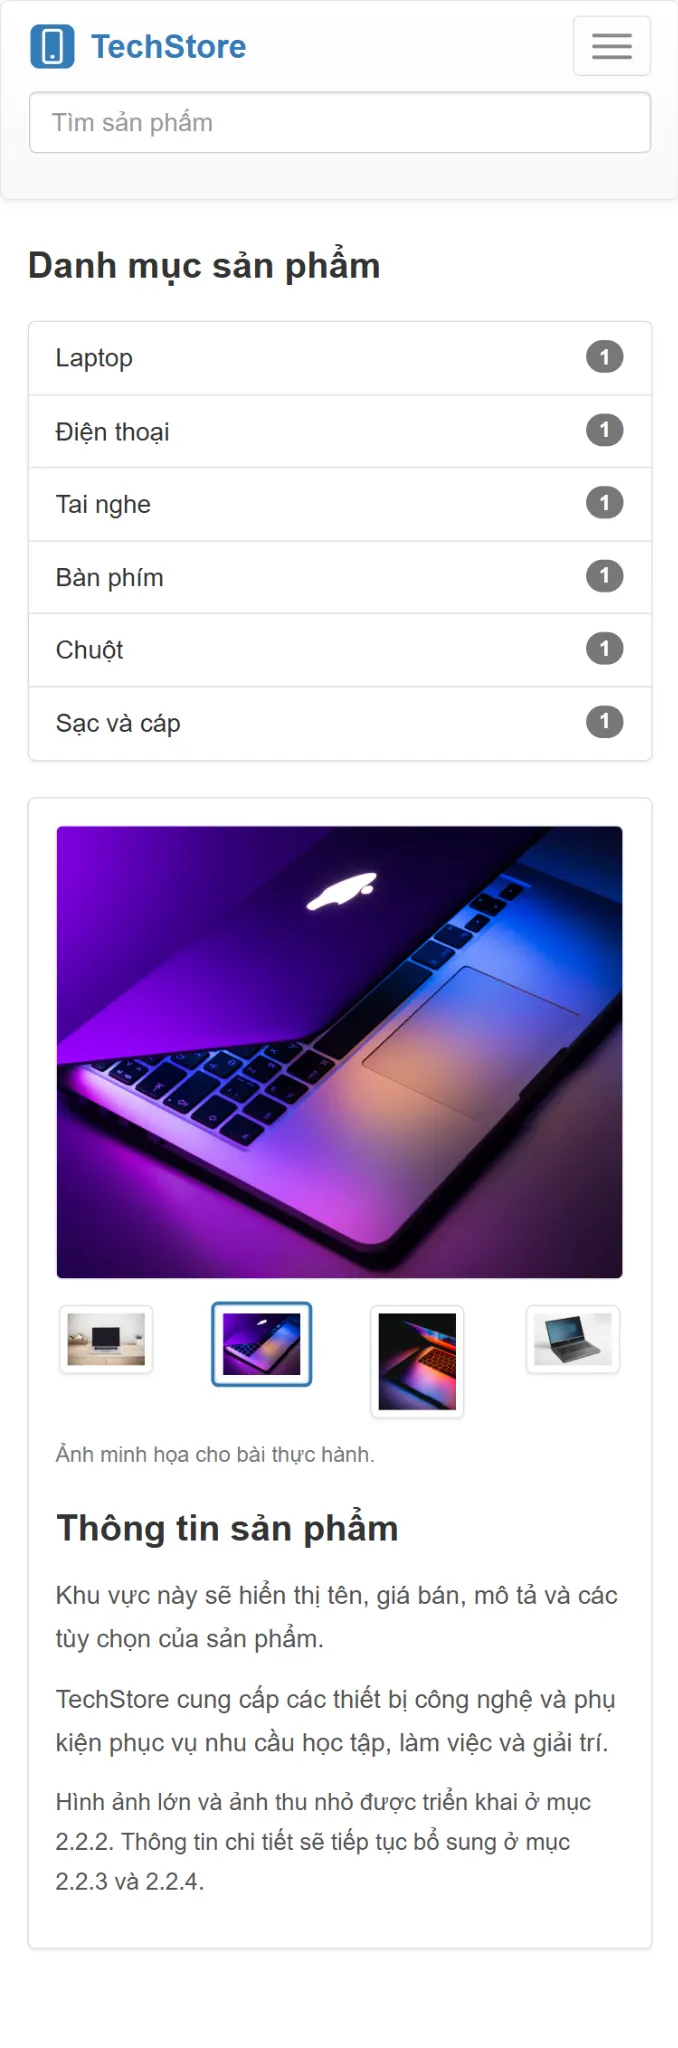 TechStore
Tìm sản phẩm
Danh mục sản phẩm
Laptop 1
Điện thoại 1
Tai nghe 1
Bàn phím 1
Chuột 1
Sạc và cáp 1
Ảnh minh họa cho bài thực hành.
Thông tin sản phẩm
Khu vực này sẽ hiển thị tên, giá bán, mô tả và các
tùy chọn của sản phẩm.
TechStore cung cấp các thiết bị công nghệ và phụ
kiện phục vụ nhu cầu học tập, làm việc và giải trí.
Hình ảnh lớn và ảnh thu nhỏ được triển khai ở mục
2.2.2. Thông tin chi tiết sẽ tiếp tục bổ sung ở mục
2.2.3 và 2.2.4.